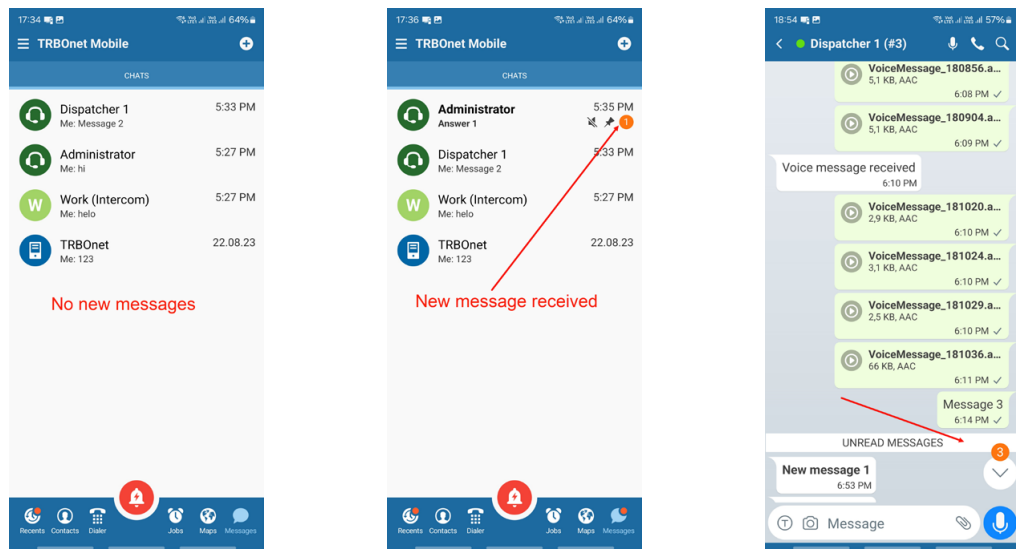 17:34 64%
TRBOnet Mobile
CHATS
Dispatcher 1 5:33 PM
Me: Message 2
Administrator 5:27 PM
Me: hi
W Work (Intercom) 5:27 PM
Me: helo
TRBOnet 22.08.23
Me: 123
No new messages
Recents Contacts Dialer Jobs Maps Messages
17:36 64%
TRBOnet Mobile
CHATS
Administrator 5:35 PM
Answer 1 1
Dispatcher 1 5:33 PM
Me: Message 2
W Work (Intercom) 5:27 PM
Me: helo
TRBOnet 22.08.23
Me: 123
New message received
Recents Contacts Dialer Jobs Maps Messages
18:54 57%
Dispatcher 1 (#3)
VoiceMessage_180856.a...
5,1 KB, AAC
6:08 PM
VoiceMessage_180904.a...
5,1 KB, AAC
6:09 PM
Voice message received
6:10 PM
VoiceMessage_181020.a...
2,9 KB, AAC
6:10 PM
VoiceMessage_181024.a...
3,1 KB, AAC
6:10 PM
VoiceMessage_181029.a...
2,5 KB, AAC
6:10 PM
VoiceMessage_181036.a...
66 KB, AAC
6:11 PM
Message 3
6:14 PM
UNREAD MESSAGES
3
New message 1
6:53 PM
T Message